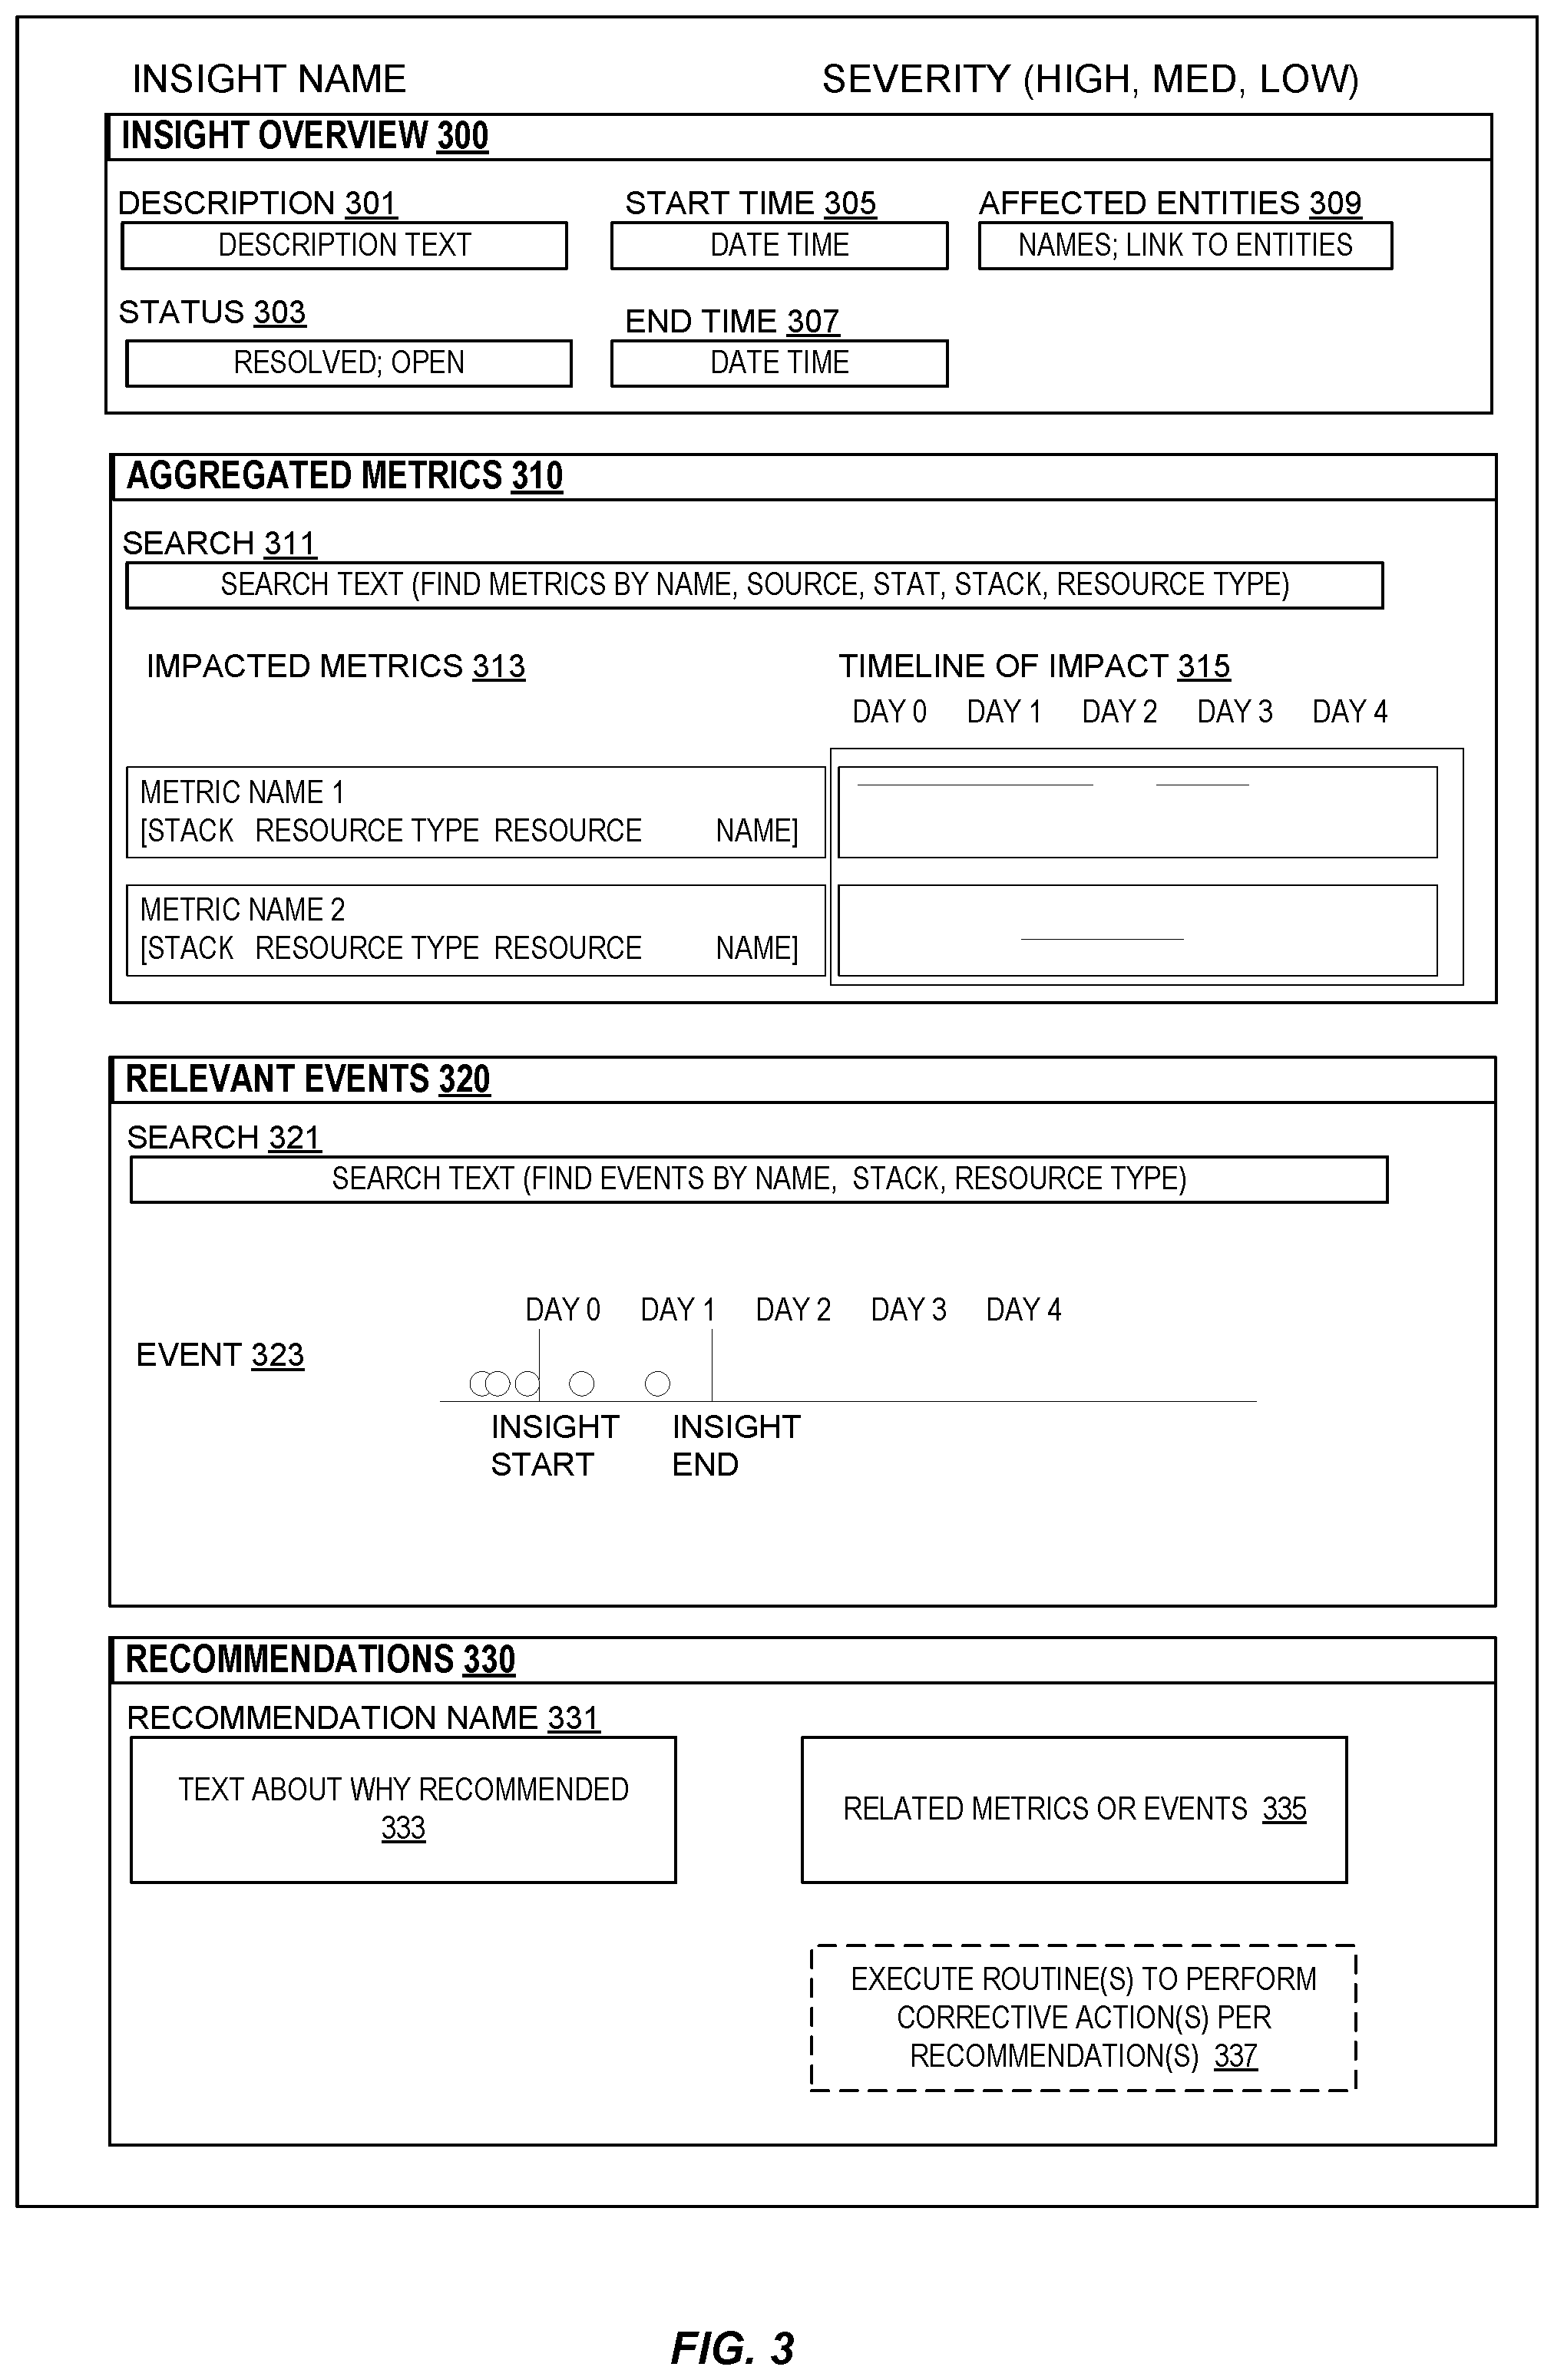 INSIGHT NAME SEVERITY (HIGH, MED, LOW)
INSIGHT OVERVIEW 300
DESCRIPTION 301 START TIME 305 AFFECTED ENTITIES 309
DESCRIPTION TEXT DATE TIME NAMES; LINK TO ENTITIES
STATUS 303 END TIME 307
RESOLVED; OPEN DATE TIME
AGGREGATED METRICS 310
SEARCH 311
SEARCH TEXT (FIND METRICS BY NAME, SOURCE, STAT, STACK, RESOURCE TYPE)
IMPACTED METRICS 313 TIMELINE OF IMPACT 315
DAY 0 DAY 1 DAY 2 DAY 3 DAY 4
METRIC NAME 1
[STACK RESOURCE TYPE RESOURCE NAME]
METRIC NAME 2
[STACK RESOURCE TYPE RESOURCE NAME]
RELEVANT EVENTS 320
SEARCH 321
SEARCH TEXT (FIND EVENTS BY NAME, STACK, RESOURCE TYPE)
DAY 0 DAY 1 DAY 2 DAY 3 DAY 4
EVENT 323
INSIGHT START
INSIGHT END
RECOMMENDATIONS 330
RECOMMENDATION NAME 331
TEXT ABOUT WHY RECOMMENDED
333
RELATED METRICS OR EVENTS 335
EXECUTE ROUTINE(S) TO PERFORM
CORRECTIVE ACTION(S) PER
RECOMMENDATION(S) 337
FIG. 3